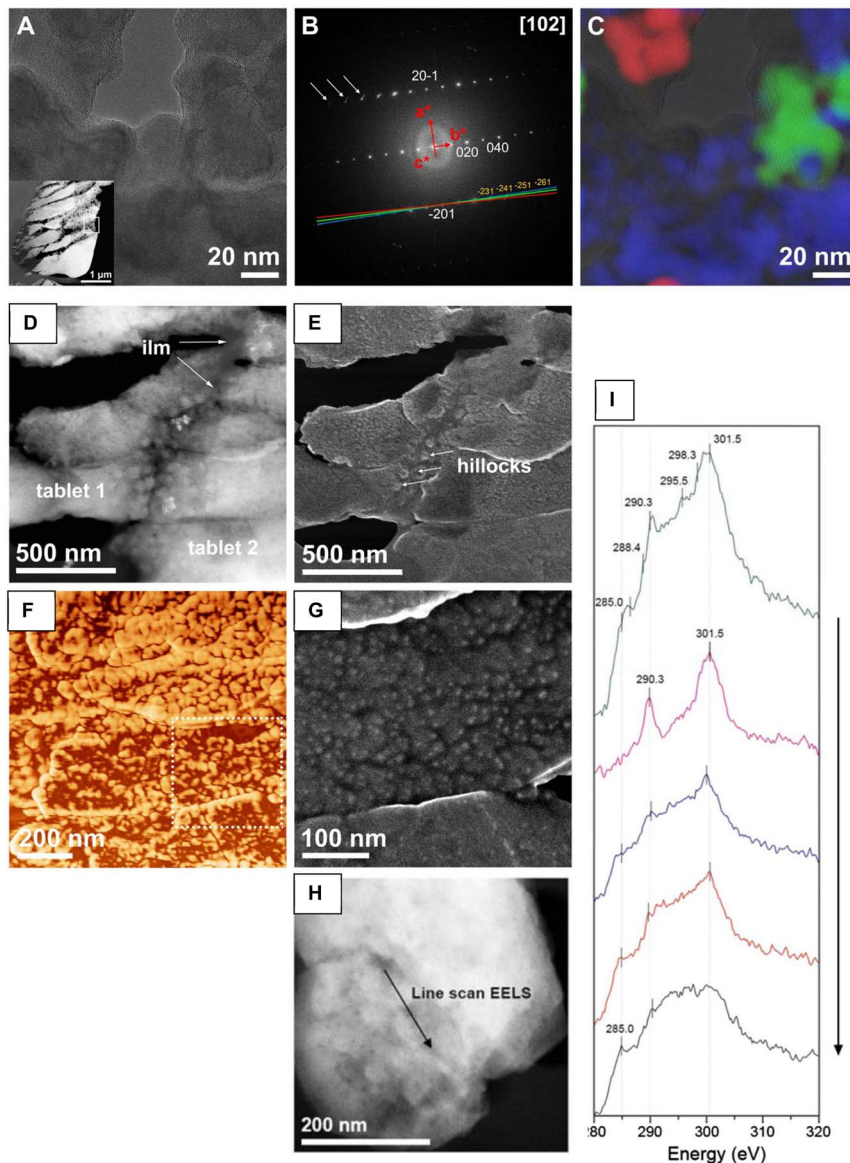 A
1 μm
20 nm
B
[102]
20-1
a*
b*
c*
020
040
-231
-241
-251
-261
-201
C
20 nm
D
ilm
tablet 1
tablet 2
500 nm
E
hillocks
500 nm
F
200 nm
G
100 nm
H
Line scan EELS
200 nm
I
301.5
298.3
295.5
290.3
288.4
285.0
301.5
290.3
285.0
280
290
300
310
320
Energy (eV)